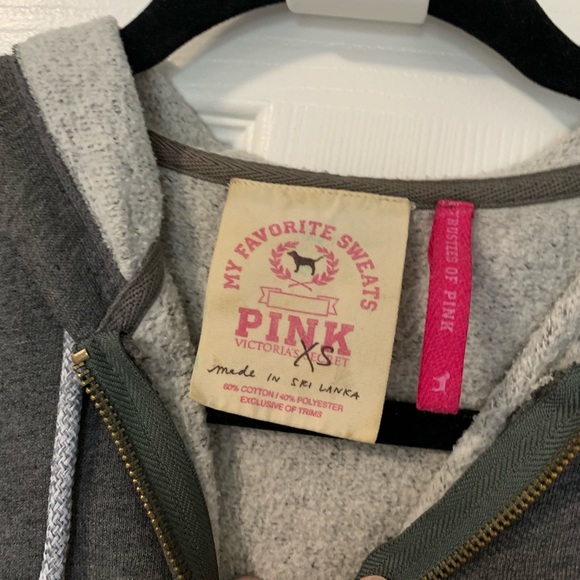 MY FAVORITE SWEATS
PINK
XS
VICTORIA'S SECRET
made in SRI LANKA
60% COTTON / 40% POLYESTER
EXCLUSIVE OF TRIMS
BUSTIES OF PINK